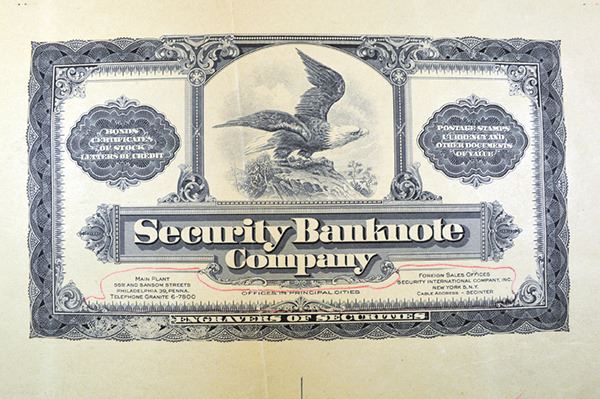 BONDS
CERTIFICATES
OF STOCK
LETTERS OF CREDIT
POSTAGE STAMPS
CURRENCY AND
OTHER DOCUMENTS
OF VALUE
Security Banknote
Company
MAIN PLANT
55TH AND SANSOM STREETS
PHILADELPHIA 39, PENNA.
TELEPHONE GRANITE 6-7800
OFFICES IN PRINCIPAL CITIES
FOREIGN SALES OFFICES
SECURITY INTERNATIONAL COMPANY, INC.
NEW YORK 5, N.Y.
CABLE ADDRESS - SECINTER
ENGRAVERS OF SECURITIES